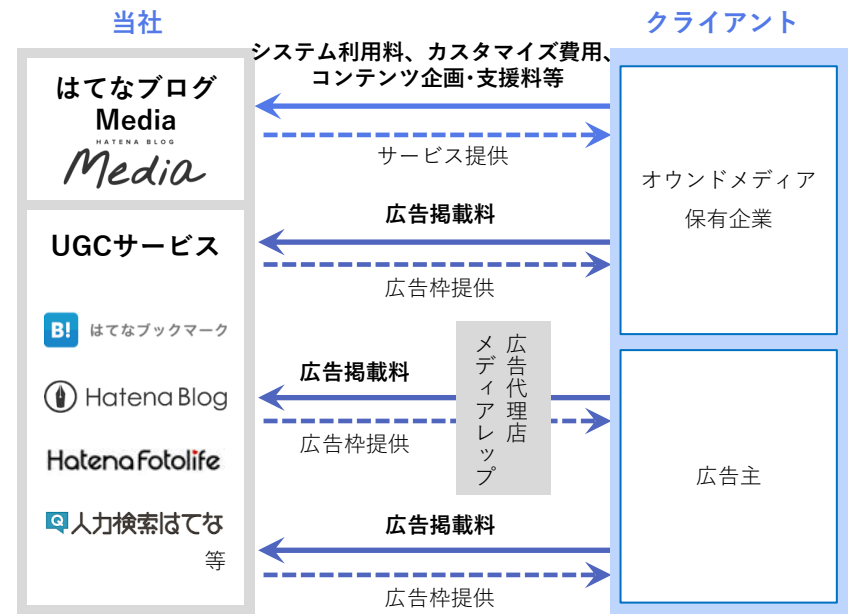 当社
クライアント
システム利用料、カスタマイズ費用、
コンテンツ企画･支援料等
はてなブログ
Media
HATENA BLOG
Media
サービス提供
オウンドメディア
保有企業
広告掲載料
広告枠提供
UGCサービス
B! はてなブックマーク
Hatena Blog
Hatena Fotolife
人力検索はてな
等
広告代理店
メディアレップ
広告掲載料
広告枠提供
広告主
広告掲載料
広告枠提供